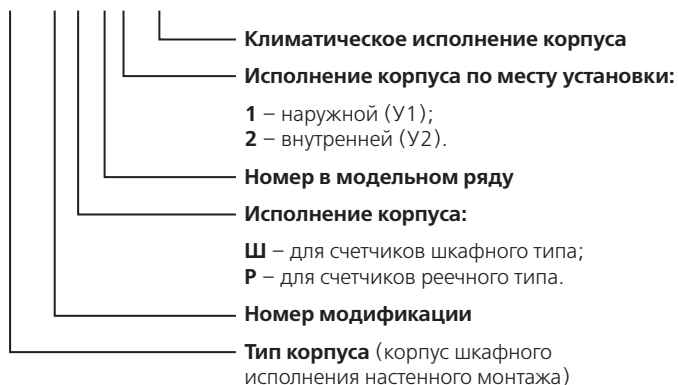 Климатическое исполнение корпуса
Исполнение корпуса по месту установки:
1 – наружной (У1);
2 – внутренней (У2).
Номер в модельном ряду
Исполнение корпуса:
Ш – для счетчиков шкафного типа;
Р – для счетчиков реечного типа.
Номер модификации
Тип корпуса (корпус шкафного
исполнения настенного монтажа)